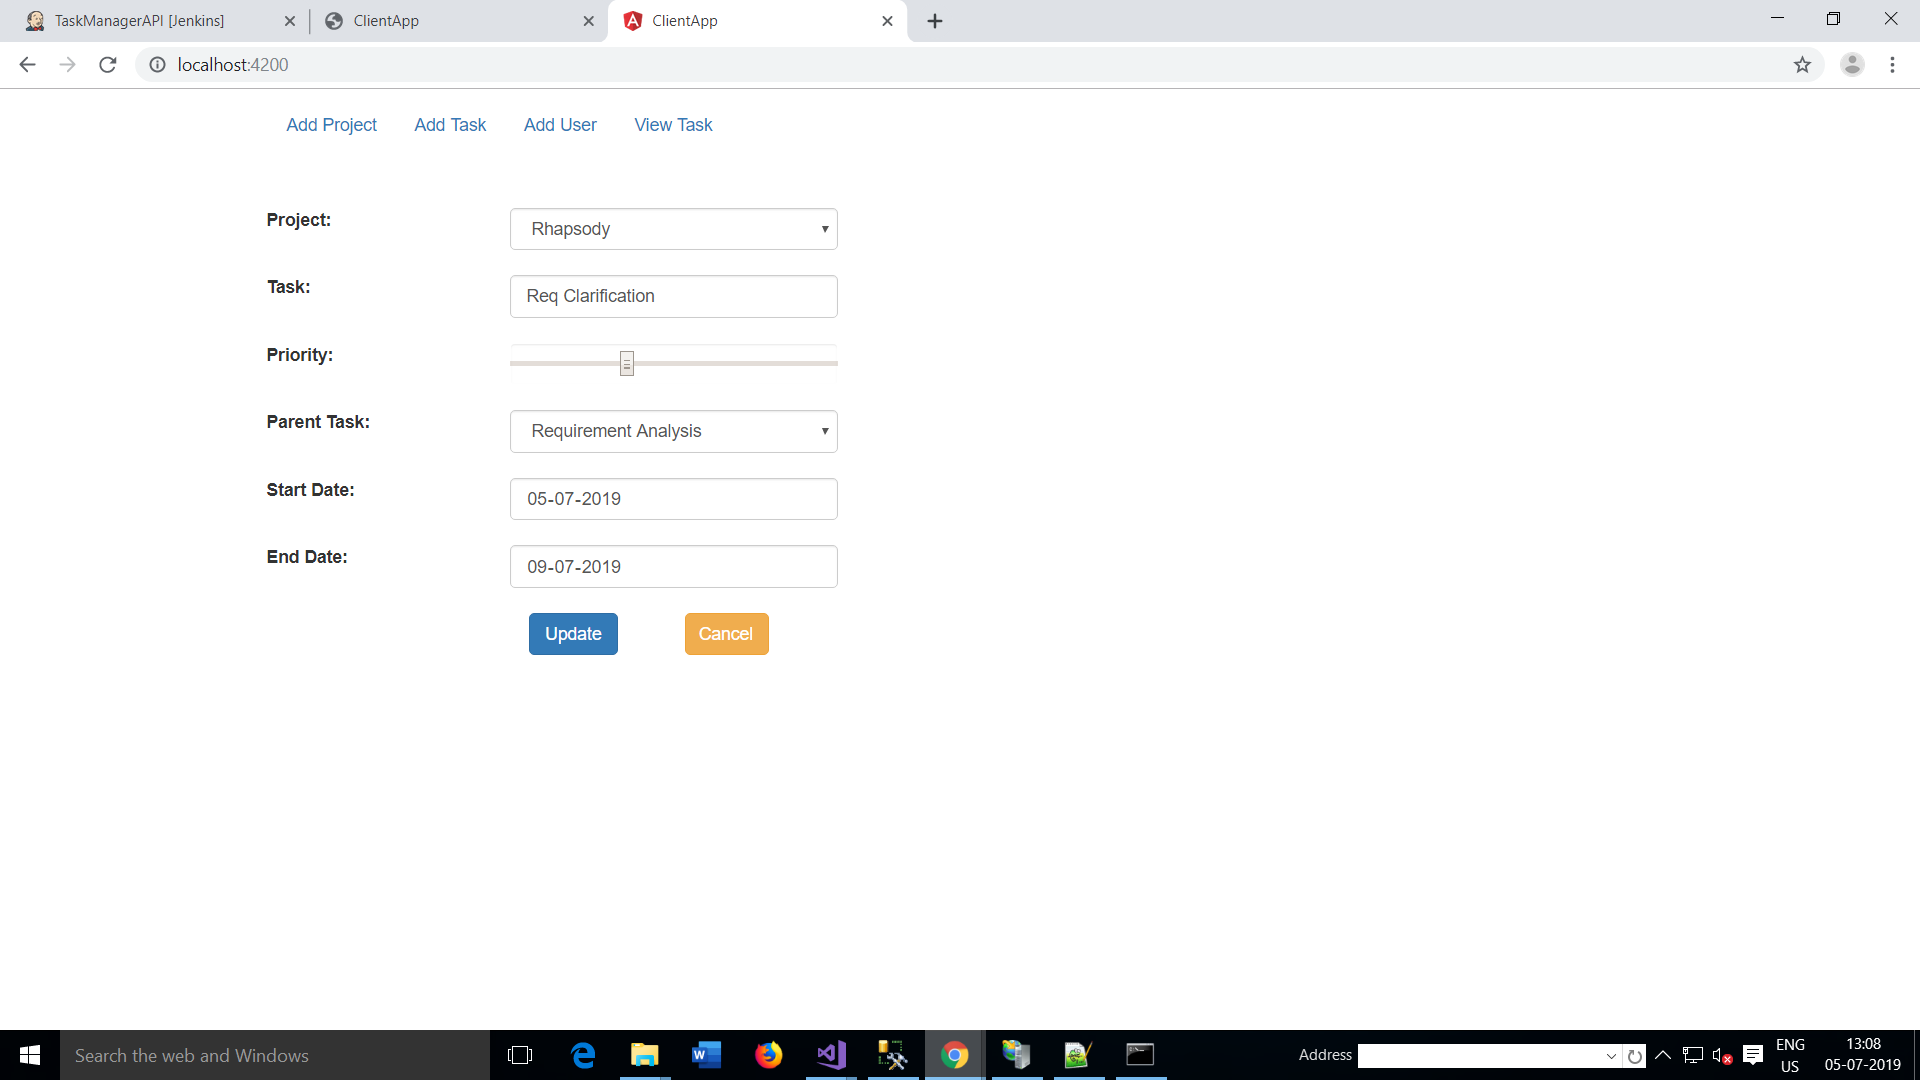 TaskManagerAPI [Jenkins]
ClientApp
ClientApp
localhost:4200
Add Project
Add Task
Add User
View Task
Project:
Rhapsody
Task:
Req Clarification
Priority:
Parent Task:
Requirement Analysis
Start Date:
05-07-2019
End Date:
09-07-2019
Update
Cancel
Search the web and Windows
Address
ENG
US
13:08
05-07-2019